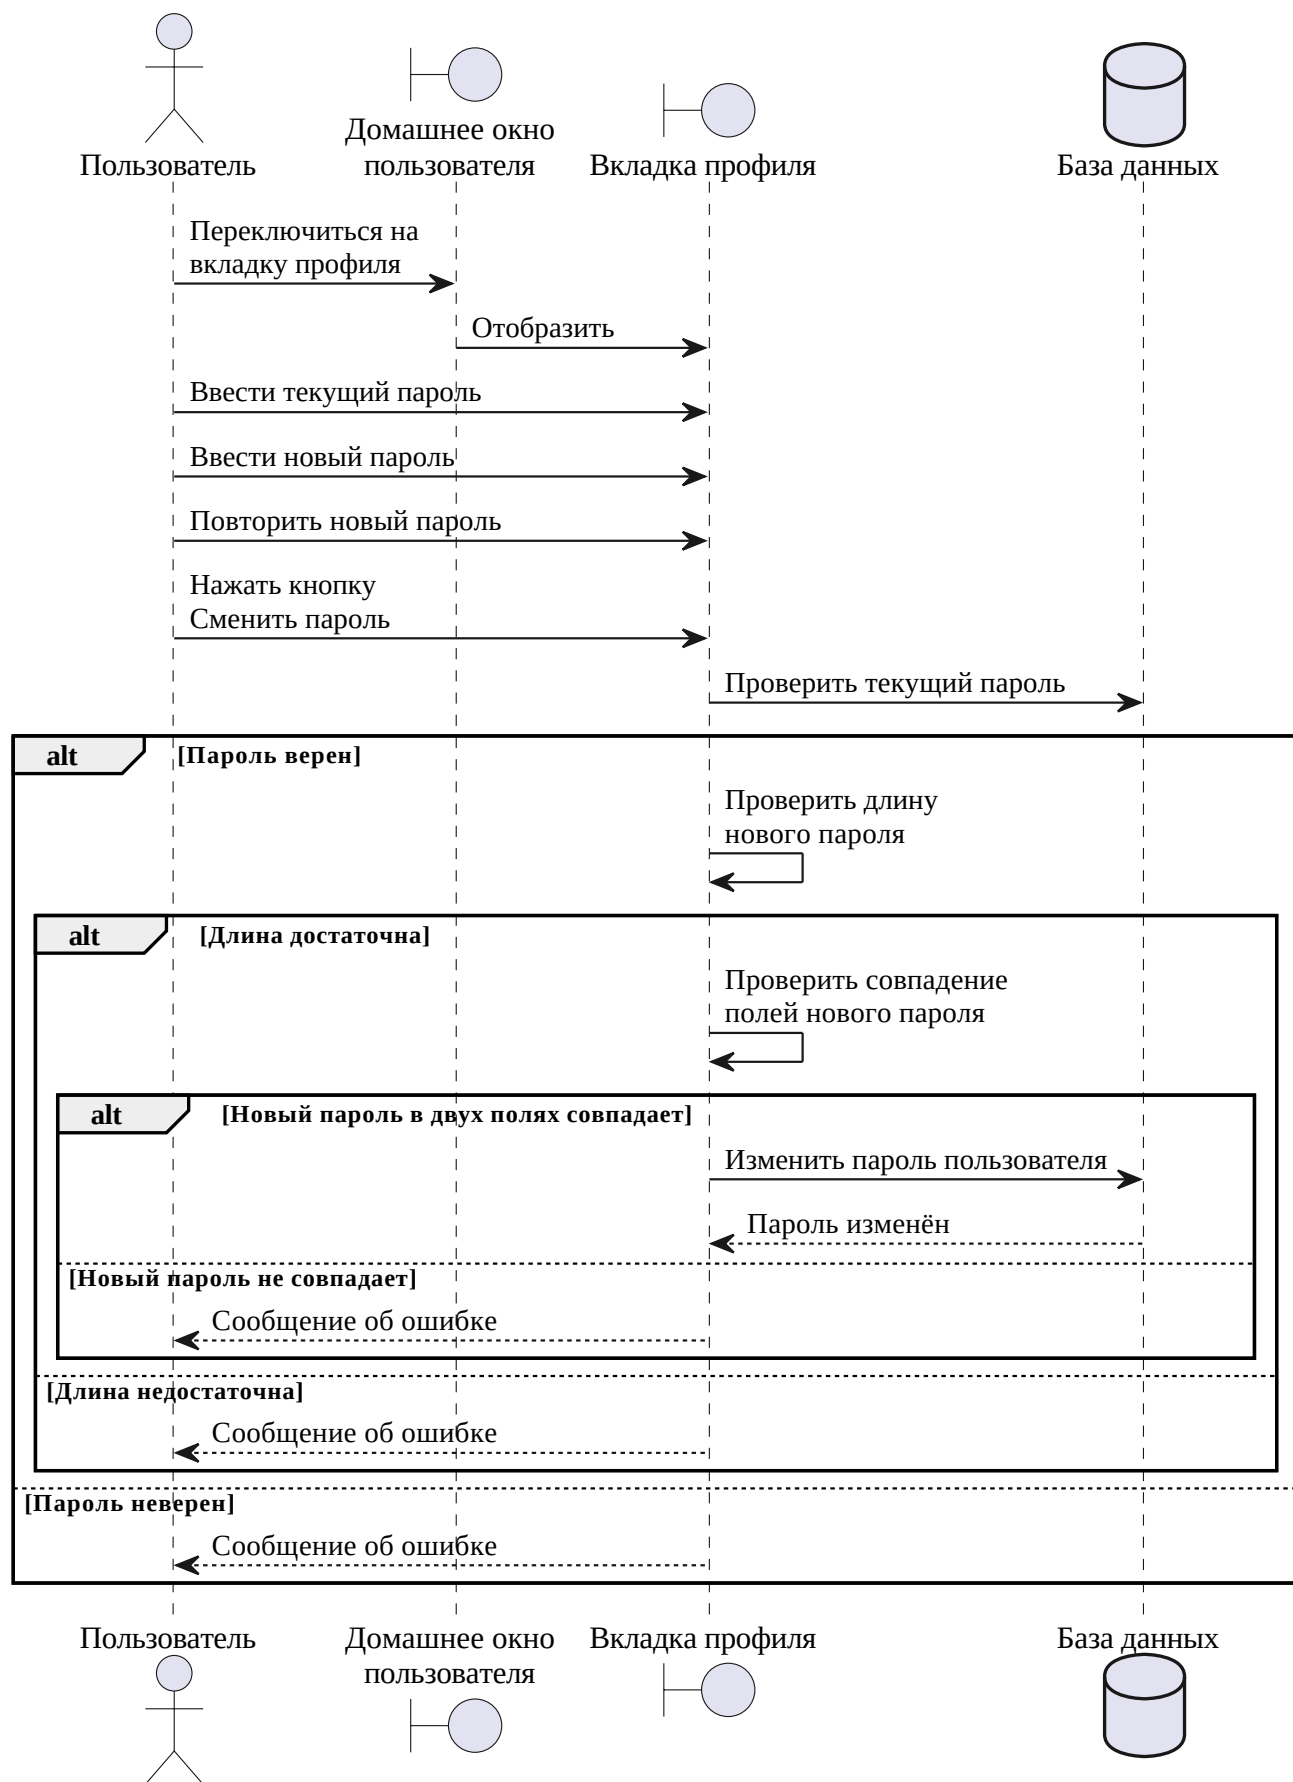 Пользователь
Домашнее окно
пользователя
Вкладка профиля
База данных
Переключиться на
вкладку профиля
Отобразить
Ввести текущий пароль
Ввести новый пароль
Повторить новый пароль
Нажать кнопку
Сменить пароль
Проверить текущий пароль
alt [Пароль верен]
Проверить длину
нового пароля
alt [Длина достаточна]
Проверить совпадение
полей нового пароля
alt [Новый пароль в двух полях совпадает]
Изменить пароль пользователя
Пароль изменён
[Новый пароль не совпадает]
Сообщение об ошибке
[Длина недостаточна]
Сообщение об ошибке
[Пароль неверен]
Сообщение об ошибке
Пользователь
Домашнее окно
пользователя
Вкладка профиля
База данных